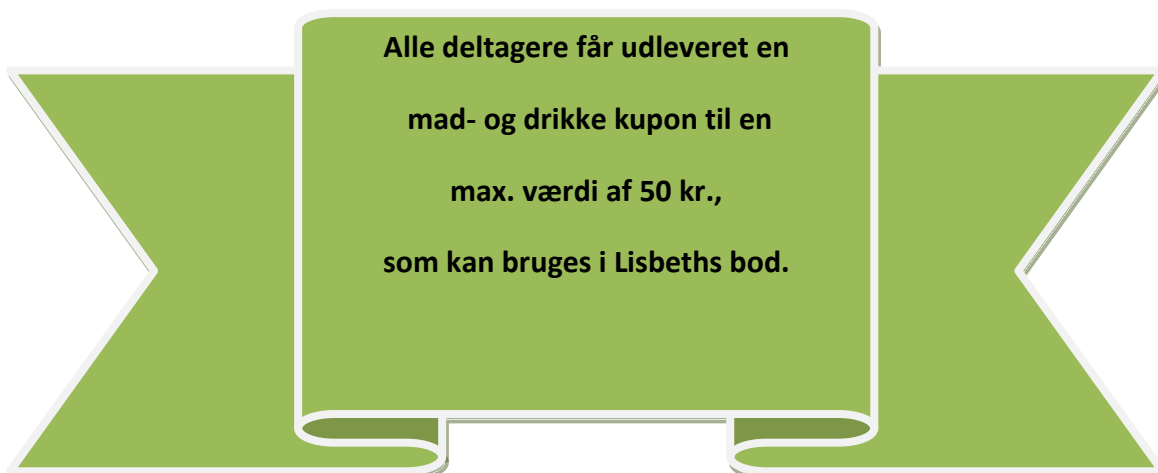 Alle deltagere får udleveret en
mad- og drikke kupon til en
max. værdi af 50 kr.,
som kan bruges i Lisbeths bod.